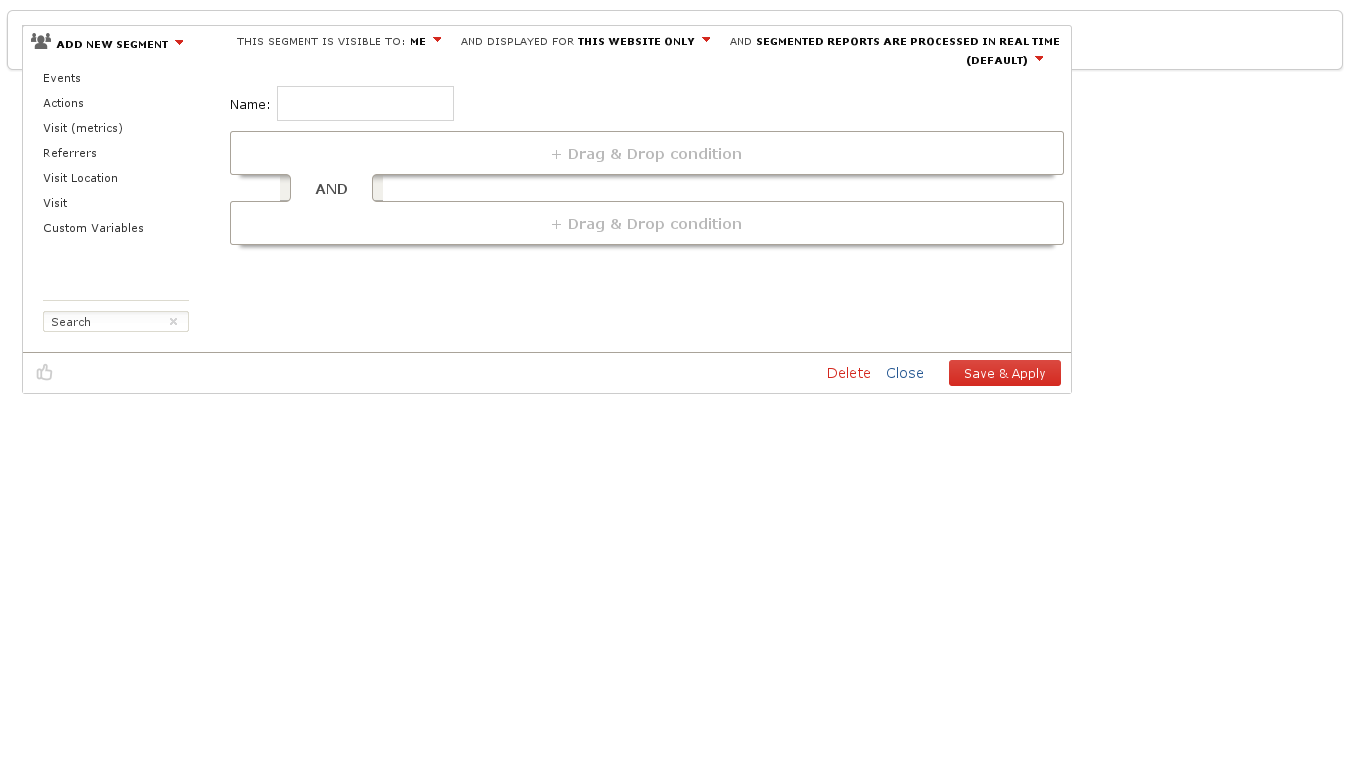 ADD NEW SEGMENT
THIS SEGMENT IS VISIBLE TO: ME AND DISPLAYED FOR THIS WEBSITE ONLY AND SEGMENTED REPORTS ARE PROCESSED IN REAL TIME
(DEFAULT)
Events
Actions
Visit (metrics)
Referrers
Visit Location
Visit
Custom Variables
Search
Name:
+ Drag & Drop condition
AND
+ Drag & Drop condition
Delete Close Save & Apply